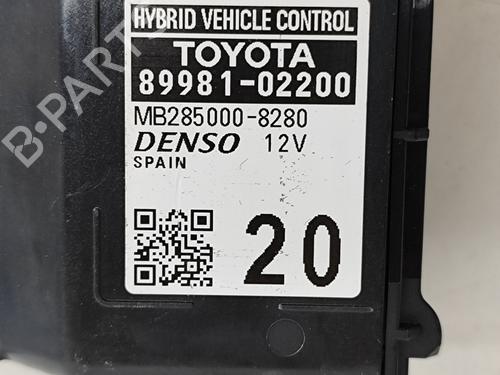 HYBRID VEHICLE CONTROL
TOYOTA
89981-02200
MB285000-8280
DENSO 12V
SPAIN
20
B-PARTS